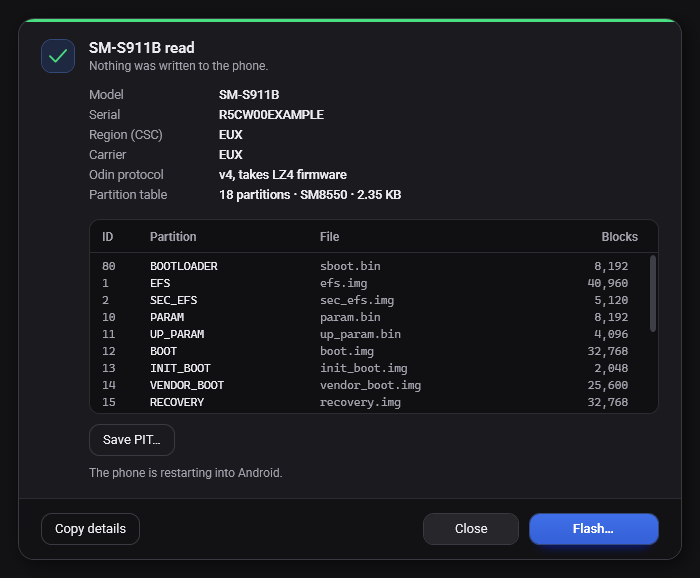 SM-S911B read
Nothing was written to the phone.
Model SM-S911B
Serial R5CW00EXAMPLE
Region (CSC) EUX
Carrier EUX
Odin protocol v4, takes LZ4 firmware
Partition table 18 partitions · SM8550 · 2.35 KB
ID Partition File Blocks
80 BOOTLOADER sboot.bin 8,192
1 EFS efs.img 40,960
2 SEC_EFS sec_efs.img 5,120
10 PARAM param.bin 8,192
11 UP_PARAM up_param.bin 4,096
12 BOOT boot.img 32,768
13 INIT_BOOT init_boot.img 2,048
14 VENDOR_BOOT vendor_boot.img 25,600
15 RECOVERY recovery.img 32,768
Save PIT…
The phone is restarting into Android.
Copy details Close Flash…